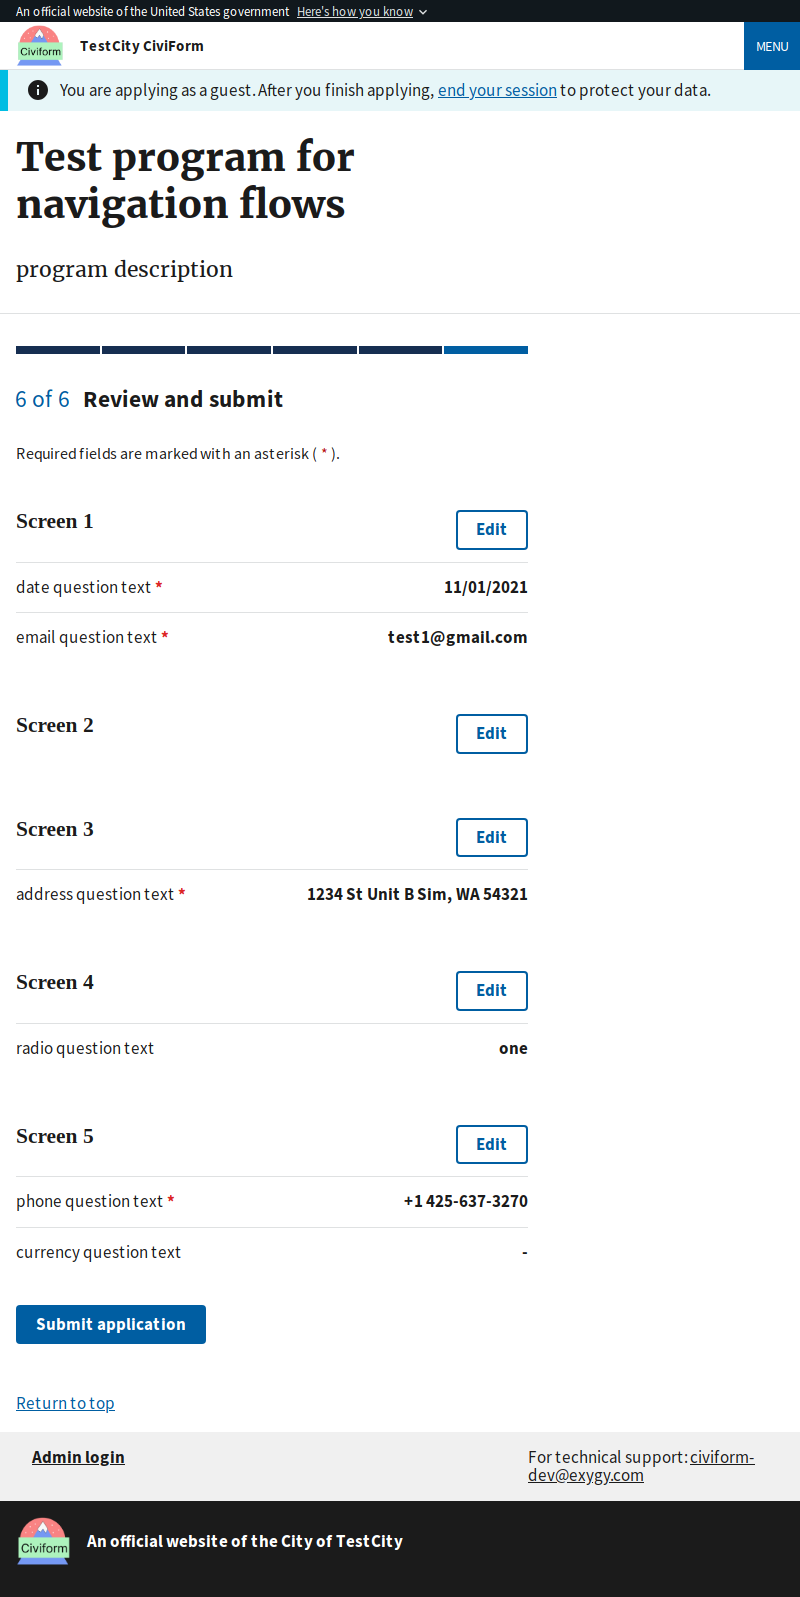 An official website of the United States government Here's how you know
Civiform
TestCity CiviForm
MENU
You are applying as a guest. After you finish applying, end your session to protect your data.
Test program for
navigation flows
program description
6 of 6 Review and submit
Required fields are marked with an asterisk ( * ).
Screen 1
Edit
date question text *
11/01/2021
email question text *
test1@gmail.com
Screen 2
Edit
Screen 3
Edit
address question text *
1234 St Unit B Sim, WA 54321
Screen 4
Edit
radio question text
one
Screen 5
Edit
phone question text *
+1 425-637-3270
currency question text
-
Submit application
Return to top
Admin login
For technical support: civiform-
dev@exygy.com
Civiform
An official website of the City of TestCity